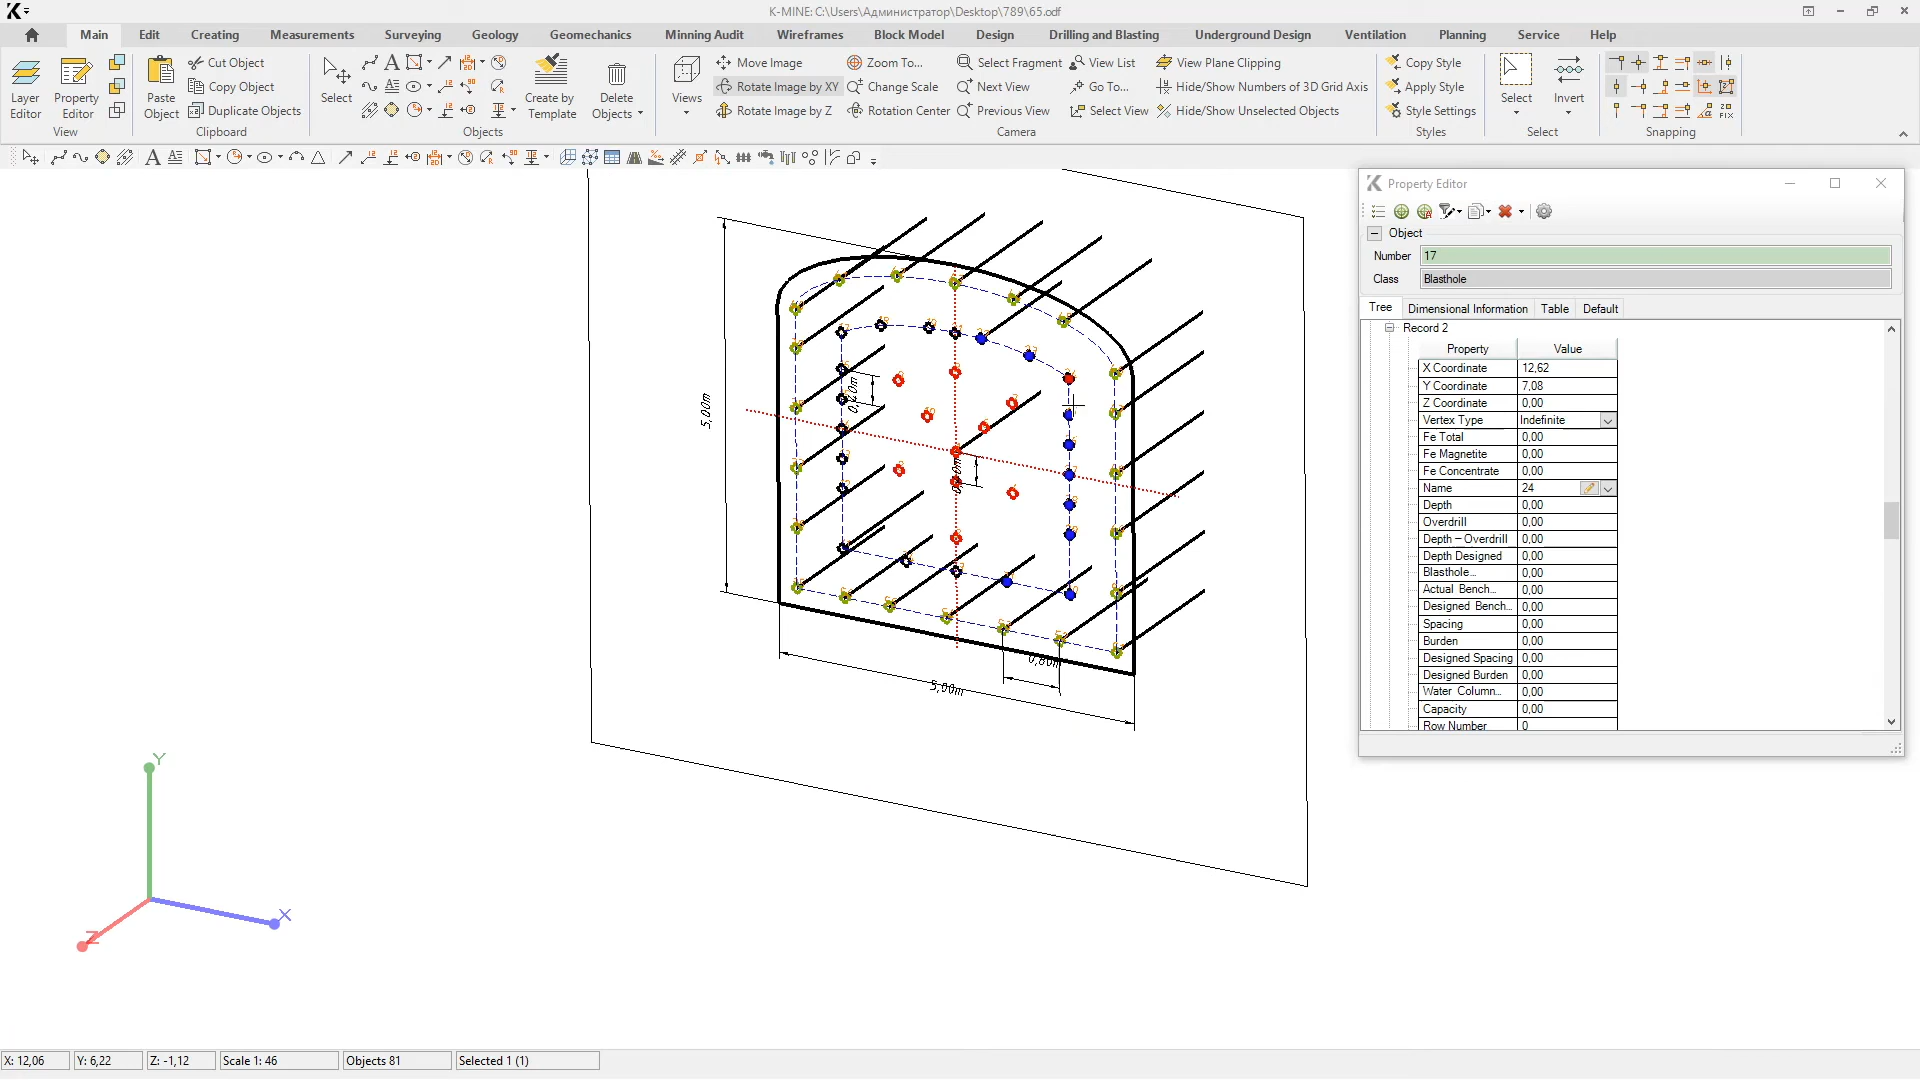 K-MINE: C:\Users\Администратор\Desktop\789\65.odf
Main Edit Creating Measurements Surveying Geology Geomechanics Minning Audit Wireframes Block Model Design Drilling and Blasting Underground Design Ventilation Planning Service Help
Layer Editor
Property Editor
View
Paste Object
Cut Object
Copy Object
Duplicate Objects
Clipboard
Select
Create by Template
Delete Objects
Objects
Views
Move Image
Rotate Image by XY
Rotate Image by Z
Zoom To...
Change Scale
Rotation Center
Select Fragment
Next View
Previous View
View List
Go To...
Select View
View Plane Clipping
Hide/Show Numbers of 3D Grid Axis
Hide/Show Unselected Objects
Camera
Copy Style
Apply Style
Style Settings
Styles
Select
Invert
Select
Snapping
Property Editor
Object
Number 17
Class Blasthole
Tree Dimensional Information Table Default
Record 2
Property Value
X Coordinate 12,62
Y Coordinate 7,08
Z Coordinate 0,00
Vertex Type Indefinite
Fe Total 0,00
Fe Magnetite 0,00
Fe Concentrate 0,00
Name 24
Depth 0,00
Overdrill 0,00
Depth – Overdrill 0,00
Depth Designed 0,00
Blasthole... 0,00
Actual Bench... 0,00
Designed Bench... 0,00
Spacing 0,00
Burden 0,00
Designed Spacing 0,00
Designed Burden 0,00
Water Column... 0,00
Capacity 0,00
Row Number 0
5,00m
0,80m
5,00m
Y
X
Z
X: 12,06 Y: 6,22 Z: -1,12 Scale 1: 46 Objects 81 Selected 1 (1)